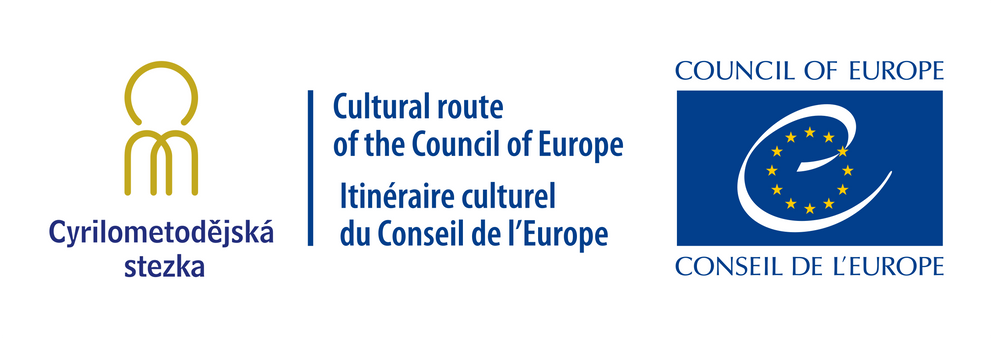 Cyrilometodějská
stezka
Cultural route
of the Council of Europe
Itinéraire culturel
du Conseil de l’Europe
COUNCIL OF EUROPE
CONSEIL DE L’EUROPE